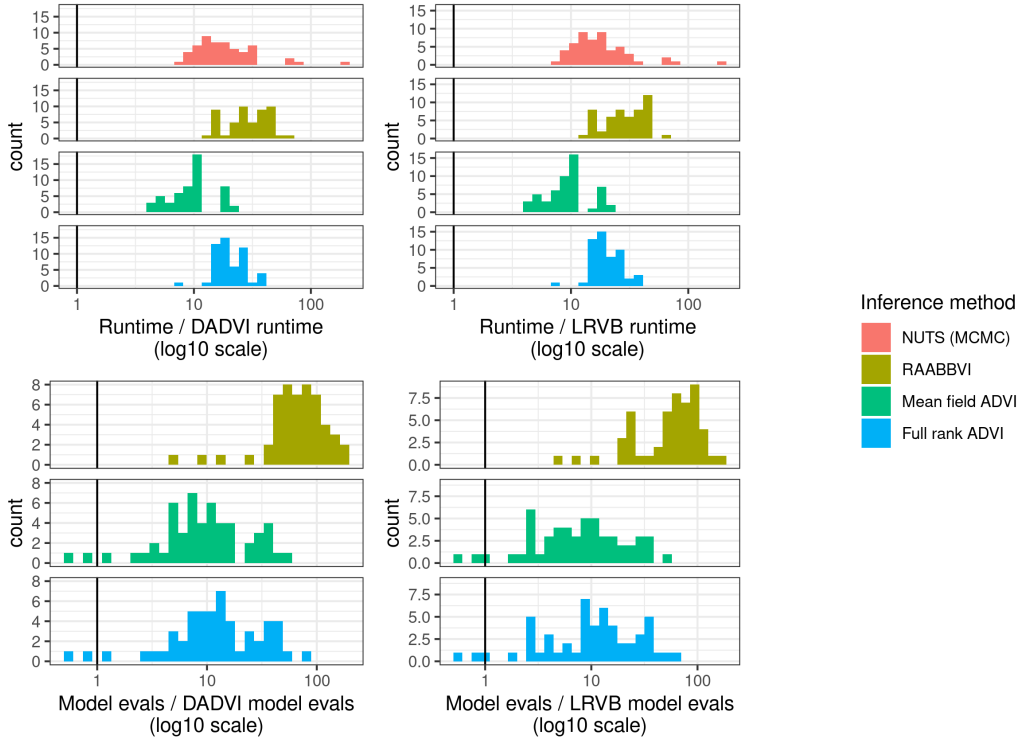 count
15
10
5
0
15
10
5
0
15
10
5
0
15
10
5
0
1 10 100
Runtime / DADVI runtime
(log10 scale)
count
15
10
5
0
15
10
5
0
15
10
5
0
15
10
5
0
1 10 100
Runtime / LRVB runtime
(log10 scale)
count
8
6
4
2
0
8
6
4
2
0
8
6
4
2
0
1 10 100
Model evals / DADVI model evals
(log10 scale)
count
7.5
5.0
2.5
0.0
7.5
5.0
2.5
0.0
7.5
5.0
2.5
0.0
1 10 100
Model evals / LRVB model evals
(log10 scale)
Inference method
NUTS (MCMC)
RAABBVI
Mean field ADVI
Full rank ADVI